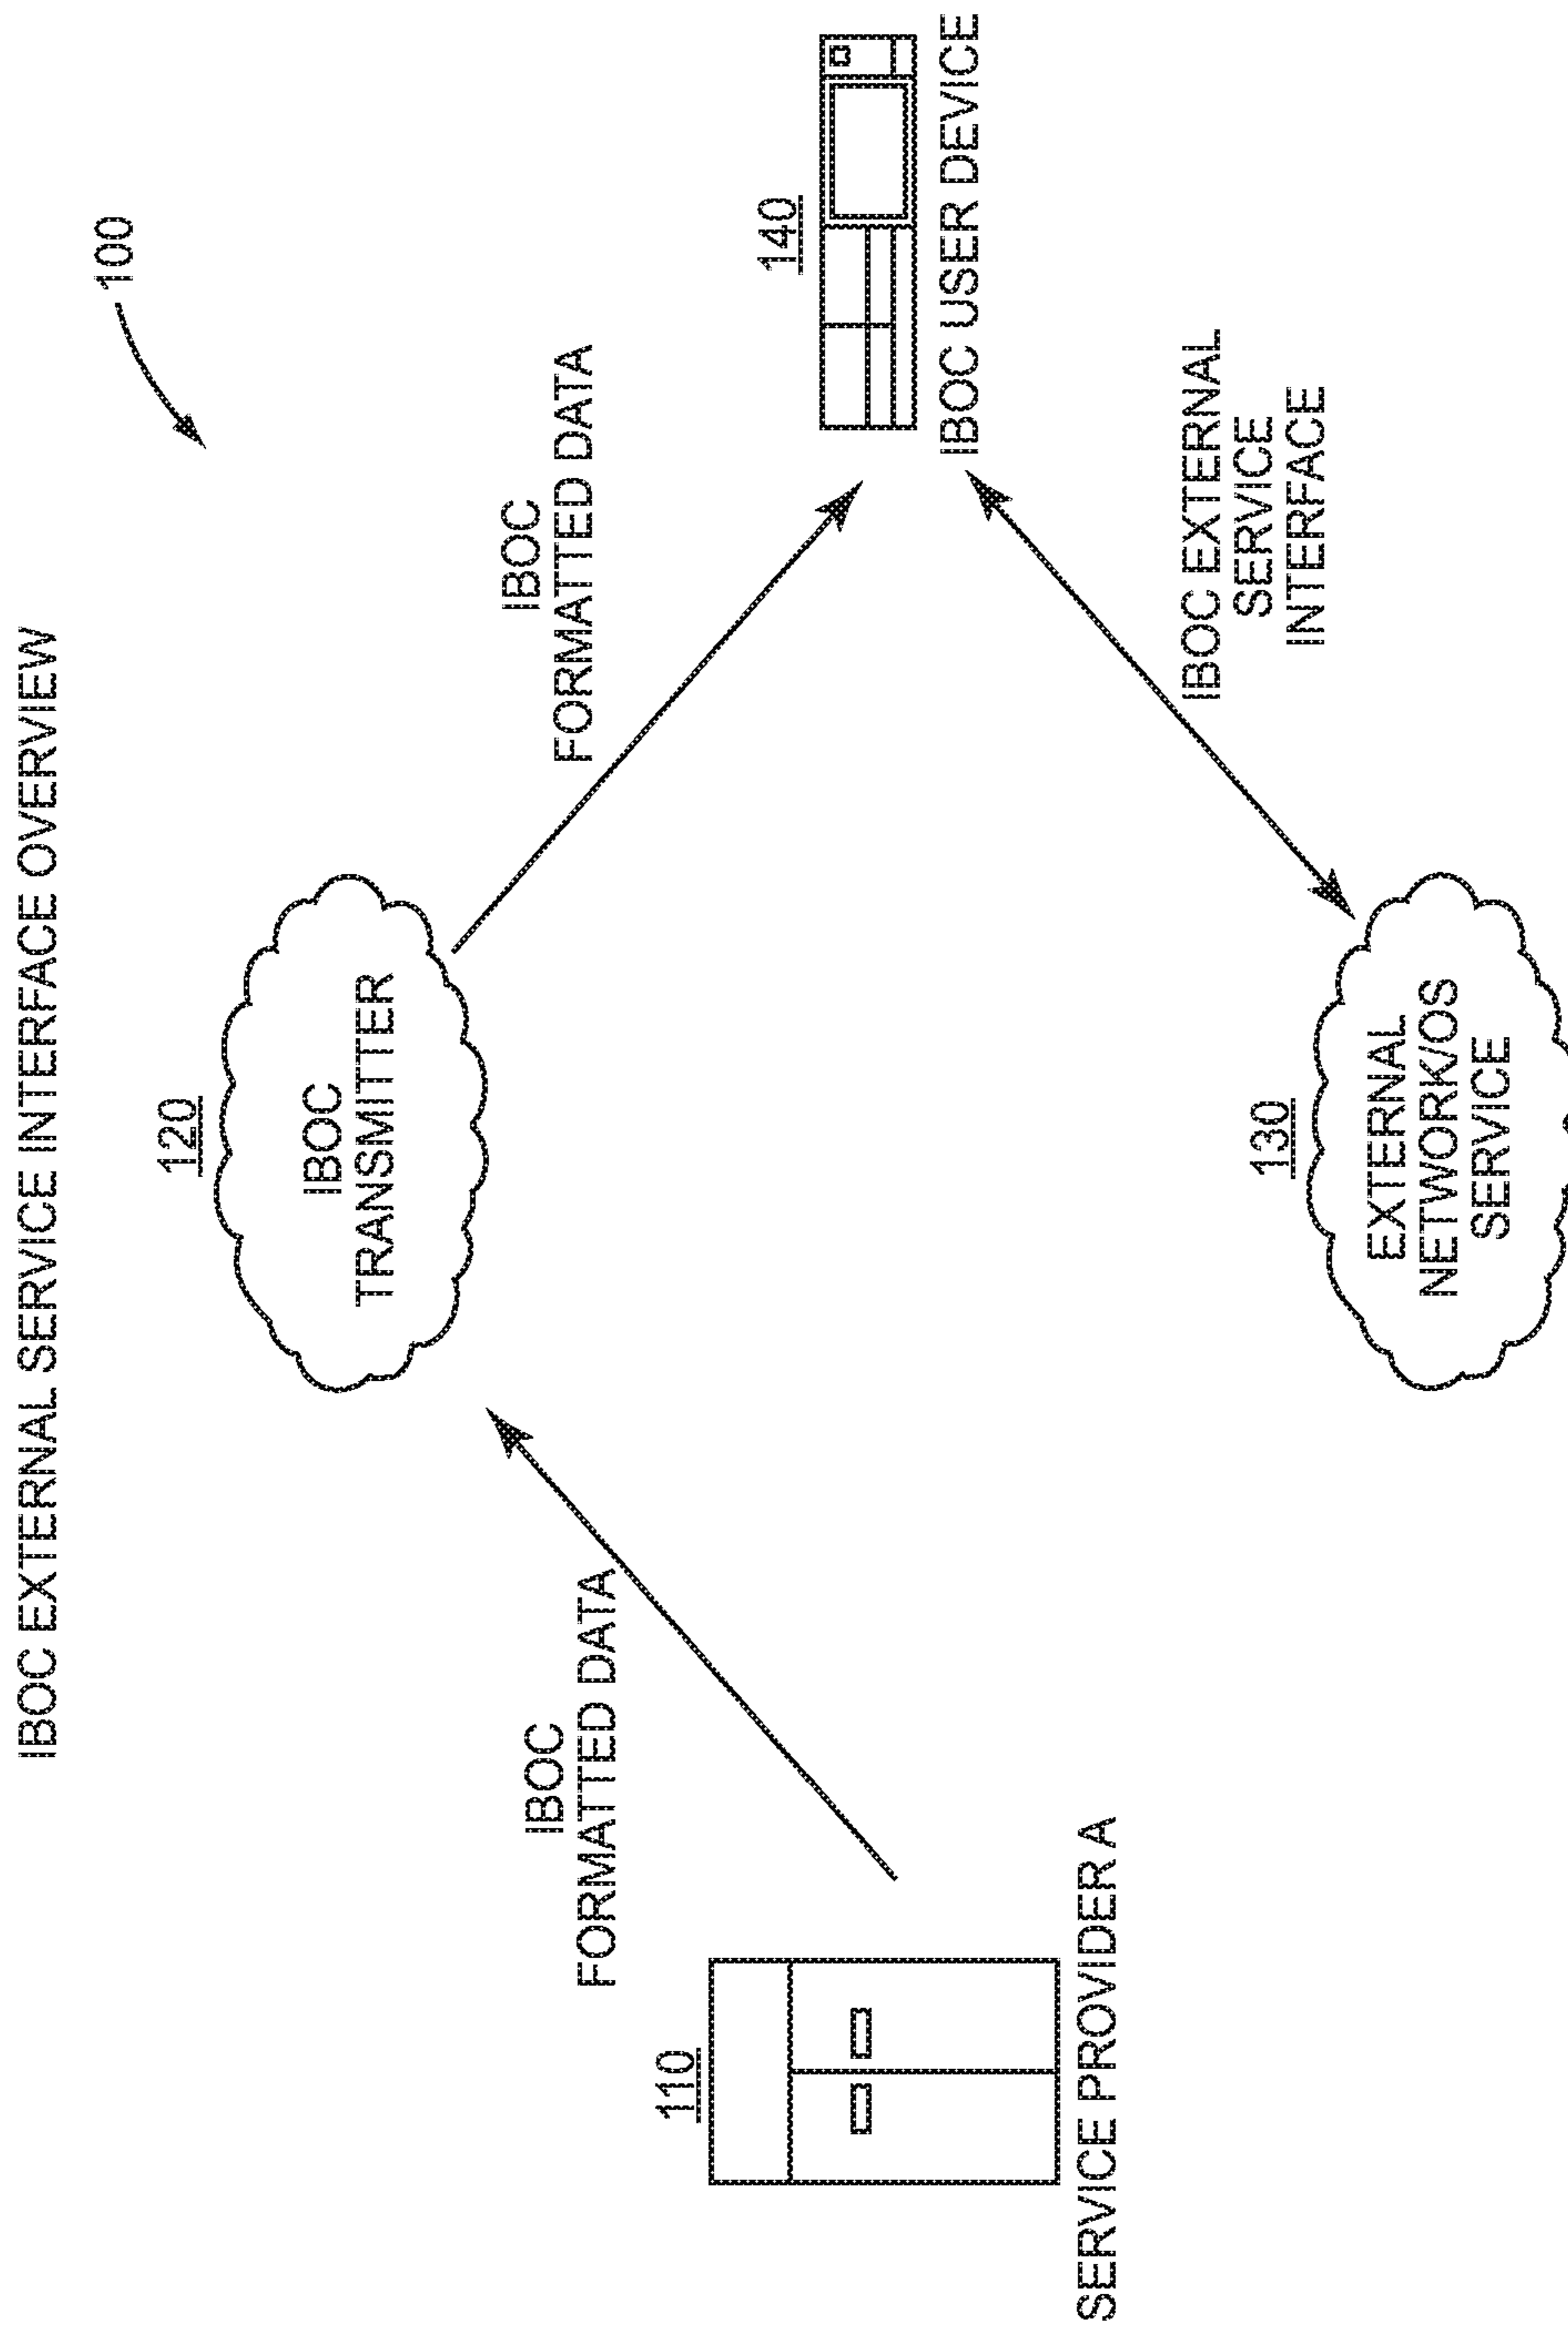 IBOC EXTERNAL SERVICE INTERFACE OVERVIEW
100
120
IBOC
TRANSMITTER
IBOC
FORMATTED DATA
IBOC
FORMATTED DATA
110
SERVICE PROVIDER A
140
IBOC USER DEVICE
IBOC EXTERNAL
SERVICE
INTERFACE
130
EXTERNAL
NETWORK/OS
SERVICE